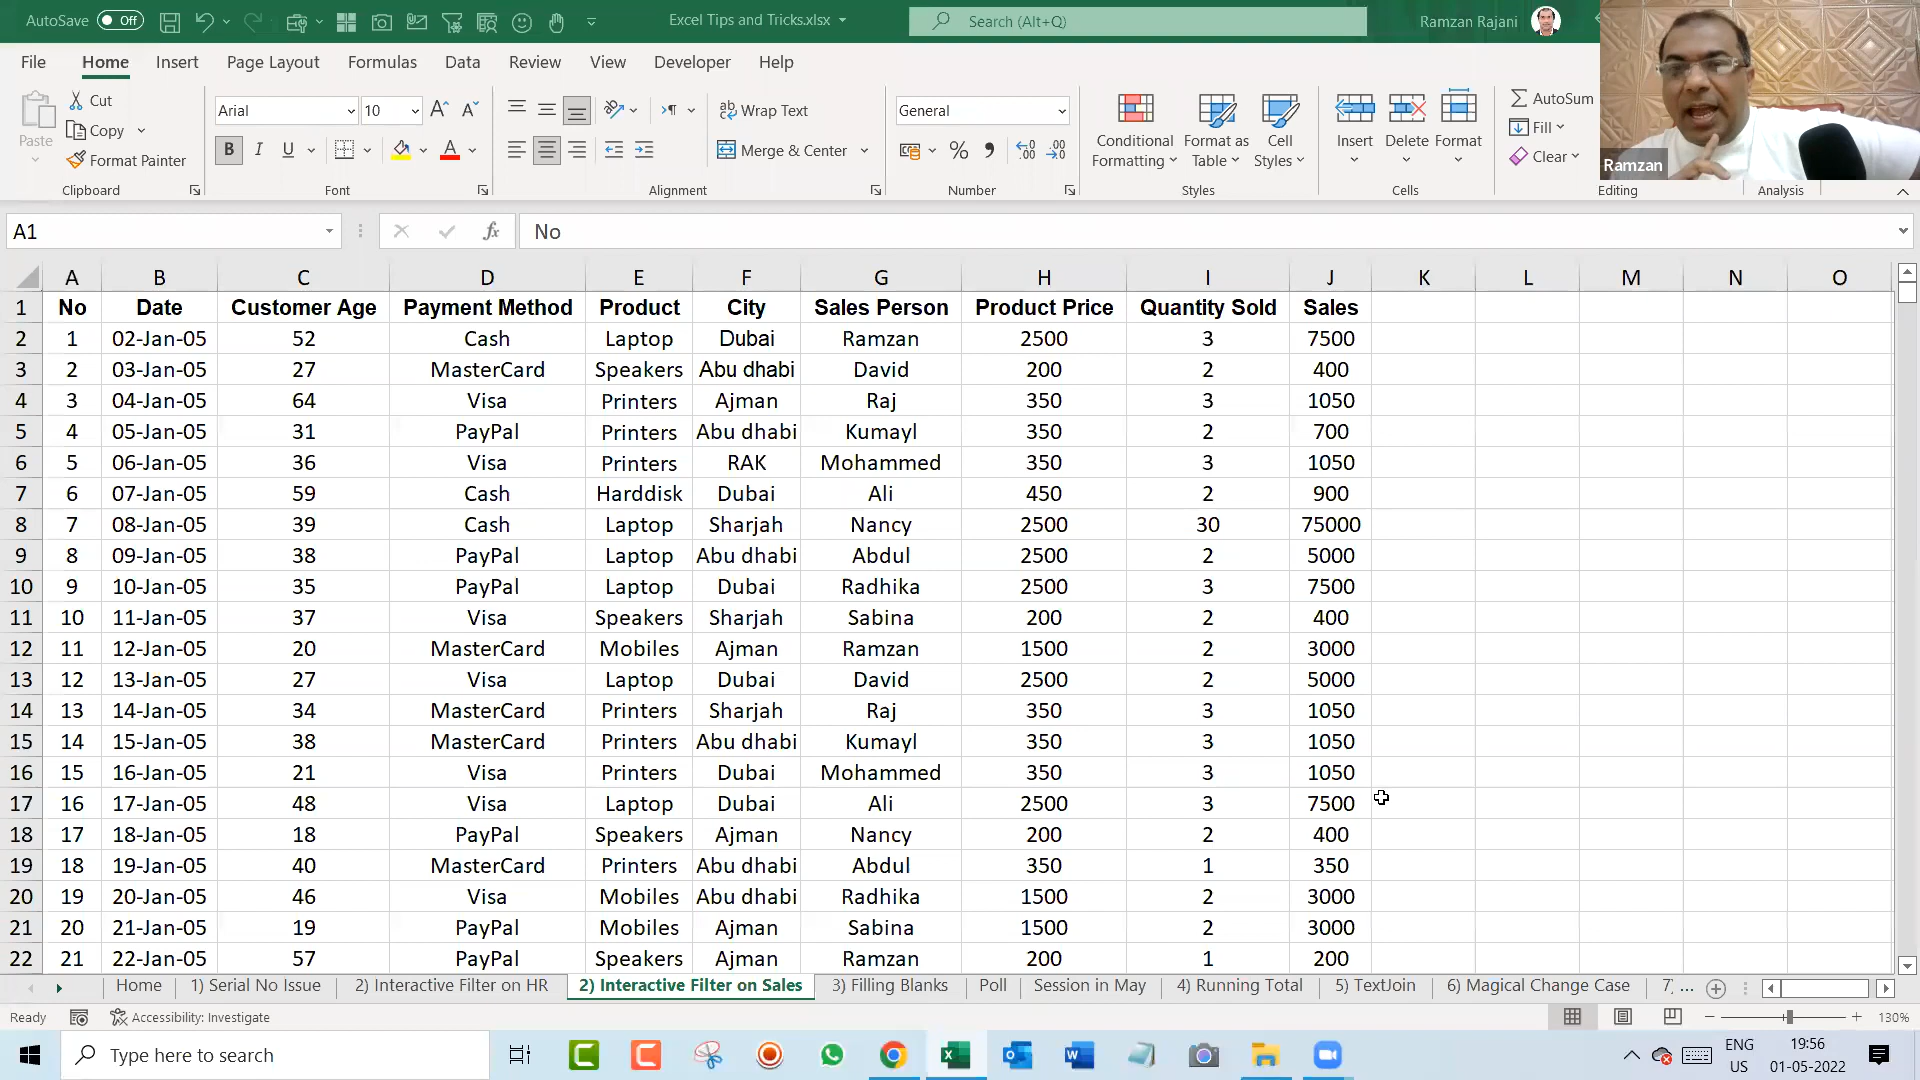 AutoSave Off Excel Tips and Tricks.xlsx Search (Alt+Q) Ramzan Rajani
File Home Insert Page Layout Formulas Data Review View Developer Help
Paste Cut Copy Format Painter Clipboard
Arial 10 B I U A Font
Wrap Text Merge & Center Alignment
General % Number
Conditional Formatting Format as Table Cell Styles Styles
Insert Delete Format Cells
AutoSum Fill Clear Editing
Analysis
Ramzan
A1 fx No
A B C D E F G H I J K L M N O
1 No Date Customer Age Payment Method Product City Sales Person Product Price Quantity Sold Sales
2 1 02-Jan-05 52 Cash Laptop Dubai Ramzan 2500 3 7500
3 2 03-Jan-05 27 MasterCard Speakers Abu dhabi David 200 2 400
4 3 04-Jan-05 64 Visa Printers Ajman Raj 350 3 1050
5 4 05-Jan-05 31 PayPal Printers Abu dhabi Kumayl 350 2 700
6 5 06-Jan-05 36 Visa Printers RAK Mohammed 350 3 1050
7 6 07-Jan-05 59 Cash Harddisk Dubai Ali 450 2 900
8 7 08-Jan-05 39 Cash Laptop Sharjah Nancy 2500 30 75000
9 8 09-Jan-05 38 PayPal Laptop Abu dhabi Abdul 2500 2 5000
10 9 10-Jan-05 35 PayPal Laptop Dubai Radhika 2500 3 7500
11 10 11-Jan-05 37 Visa Speakers Sharjah Sabina 200 2 400
12 11 12-Jan-05 20 MasterCard Mobiles Ajman Ramzan 1500 2 3000
13 12 13-Jan-05 27 Visa Laptop Dubai David 2500 2 5000
14 13 14-Jan-05 34 MasterCard Printers Sharjah Raj 350 3 1050
15 14 15-Jan-05 38 MasterCard Printers Abu dhabi Kumayl 350 3 1050
16 15 16-Jan-05 21 Visa Printers Dubai Mohammed 350 3 1050
17 16 17-Jan-05 48 Visa Laptop Dubai Ali 2500 3 7500
18 17 18-Jan-05 18 PayPal Speakers Ajman Nancy 200 2 400
19 18 19-Jan-05 40 MasterCard Printers Abu dhabi Abdul 350 1 350
20 19 20-Jan-05 46 Visa Mobiles Abu dhabi Radhika 1500 2 3000
21 20 21-Jan-05 19 PayPal Mobiles Ajman Sabina 1500 2 3000
22 21 22-Jan-05 57 PayPal Speakers Ajman Ramzan 200 1 200
Home 1) Serial No Issue 2) Interactive Filter on HR 2) Interactive Filter on Sales 3) Filling Blanks Poll Session in May 4) Running Total 5) TextJoin 6) Magical Change Case 7) ...
Ready Accessibility: Investigate 130%
Type here to search ENG US 19:56 01-05-2022